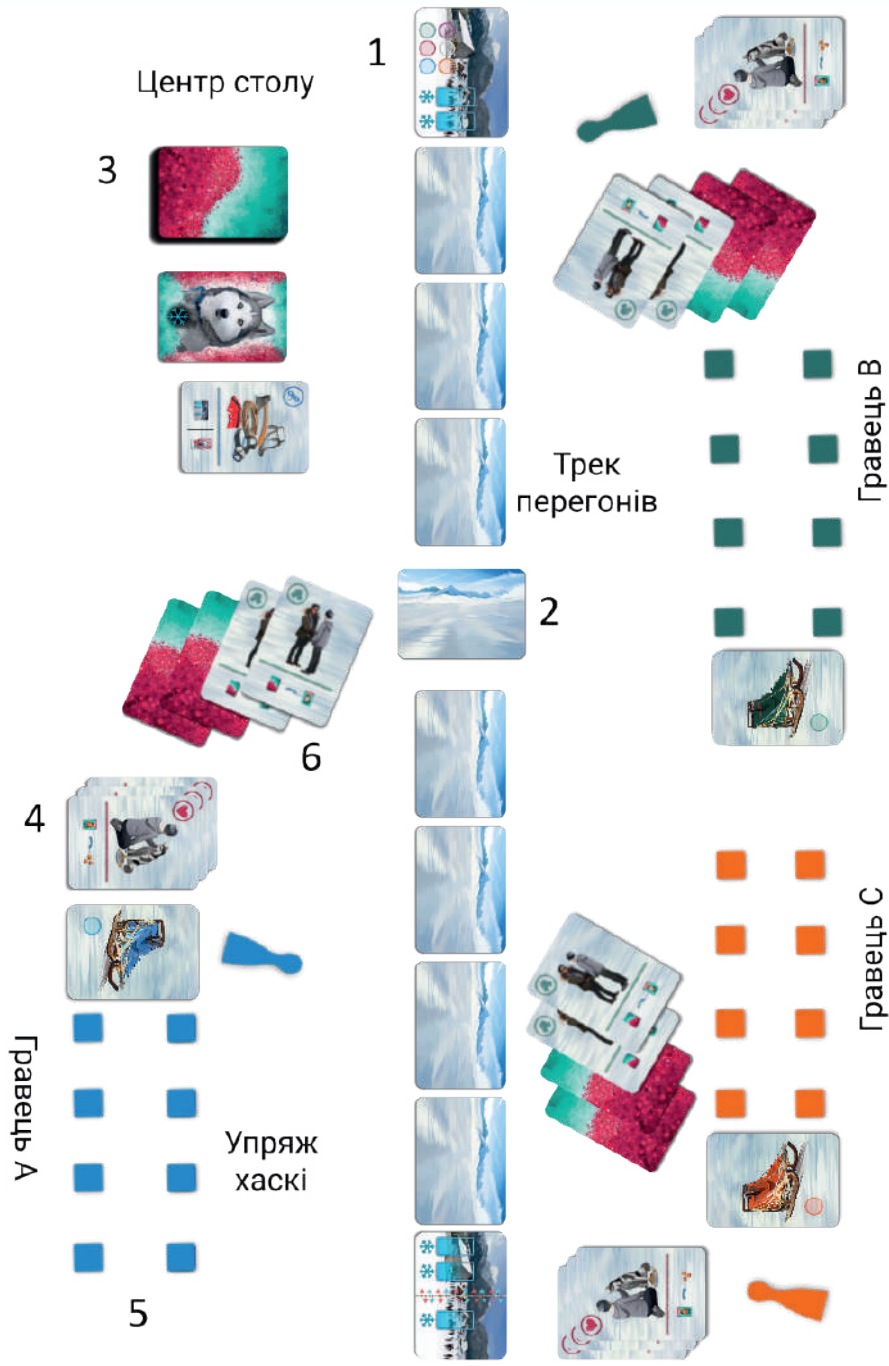 1
Центр столу
3
Трек
перегонів
Гравець B
2
6
4
Гравець C
Гравець A
Упряж
хаскі
5